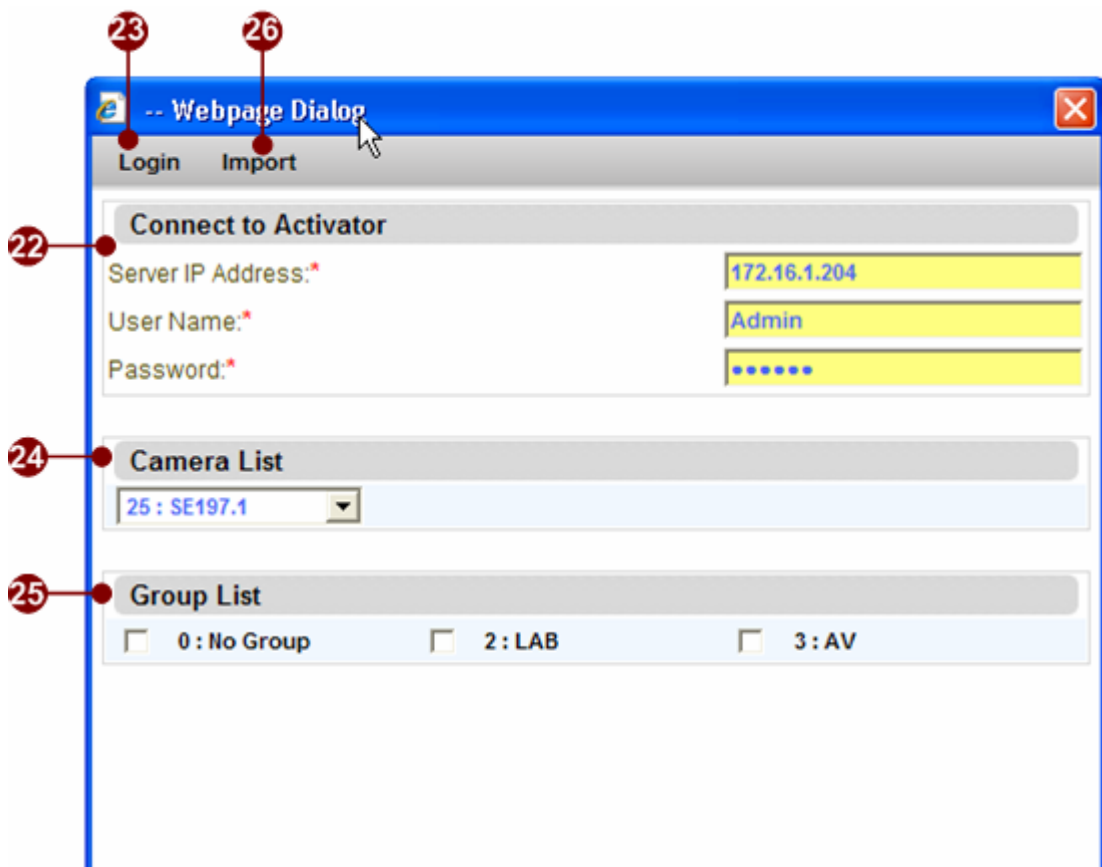 23 26
-- Webpage Dialog
Login Import
22
Connect to Activator
Server IP Address:* 172.16.1.204
User Name:* Admin
Password:* ••••••
24
Camera List
25 : SE197.1
25
Group List
0 : No Group 2 : LAB 3 : AV